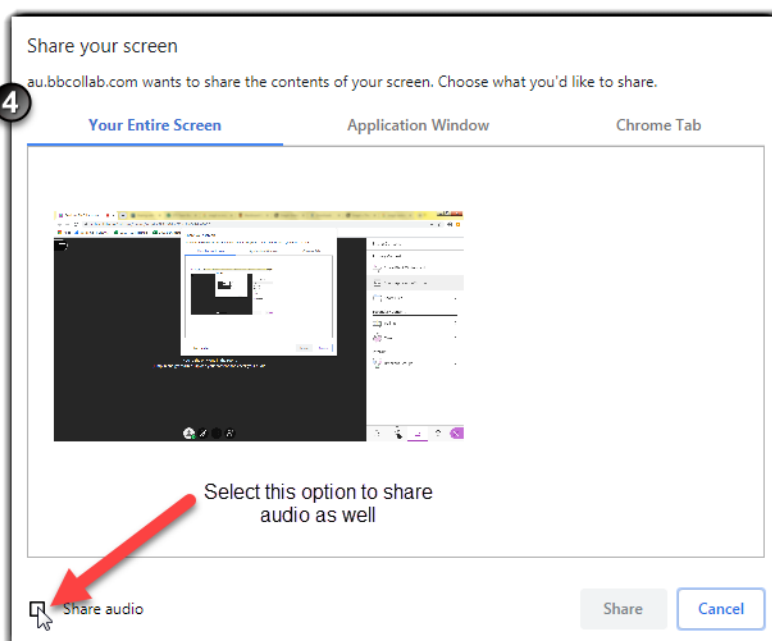 Share your screen
au.bbcollab.com wants to share the contents of your screen. Choose what you'd like to share.
4
Your Entire Screen Application Window Chrome Tab
Select this option to share
audio as well
Share audio Share Cancel